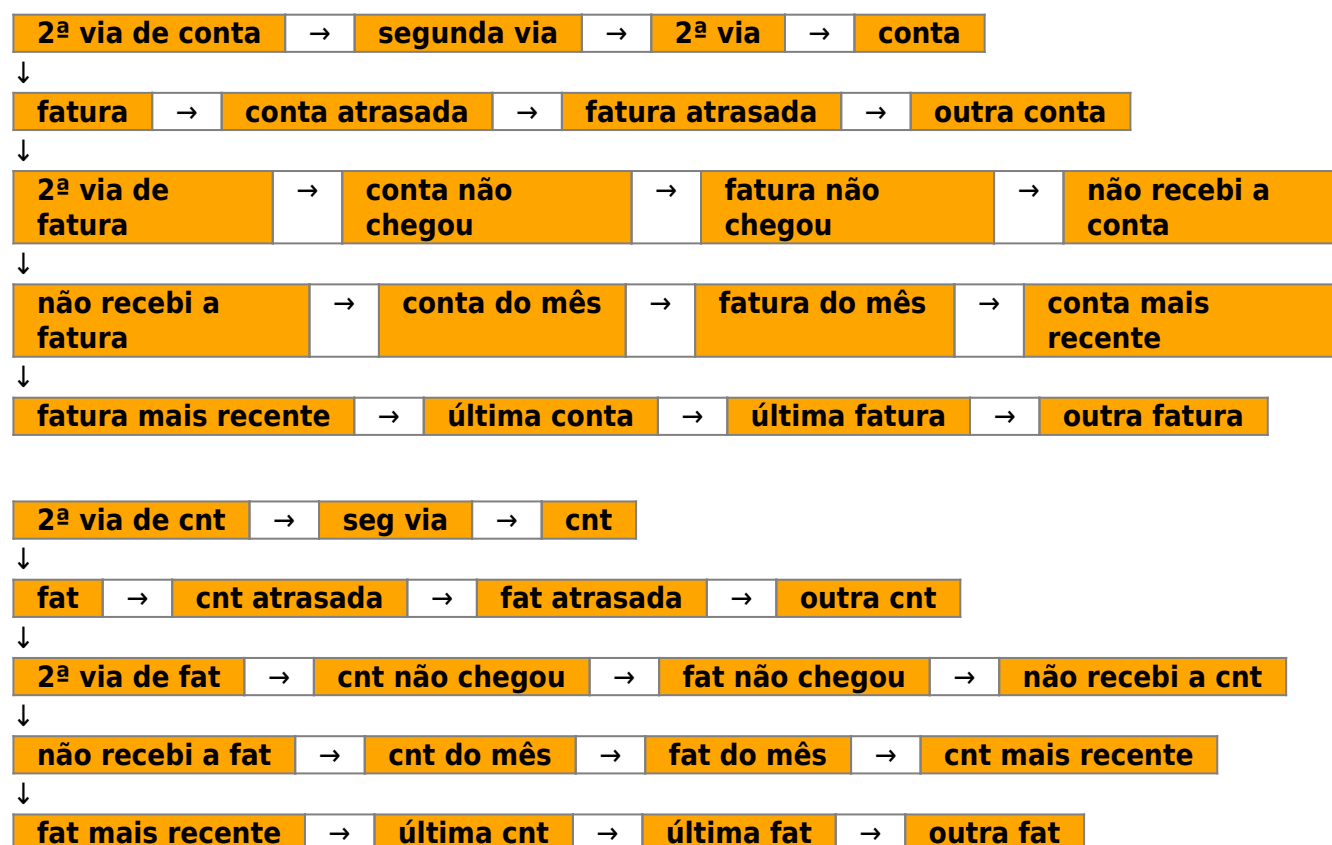 2ª via de conta → segunda via → 2ª via → conta
↓
fatura → conta atrasada → fatura atrasada → outra conta
↓
2ª via de fatura → conta não chegou → fatura não chegou → não recebi a conta
↓
não recebi a fatura → conta do mês → fatura do mês → conta mais recente
↓
fatura mais recente → última conta → última fatura → outra fatura
2ª via de cnt → seg via → cnt
↓
fat → cnt atrasada → fat atrasada → outra cnt
↓
2ª via de fat → cnt não chegou → fat não chegou → não recebi a cnt
↓
não recebi a fat → cnt do mês → fat do mês → cnt mais recente
↓
fat mais recente → última cnt → última fat → outra fat